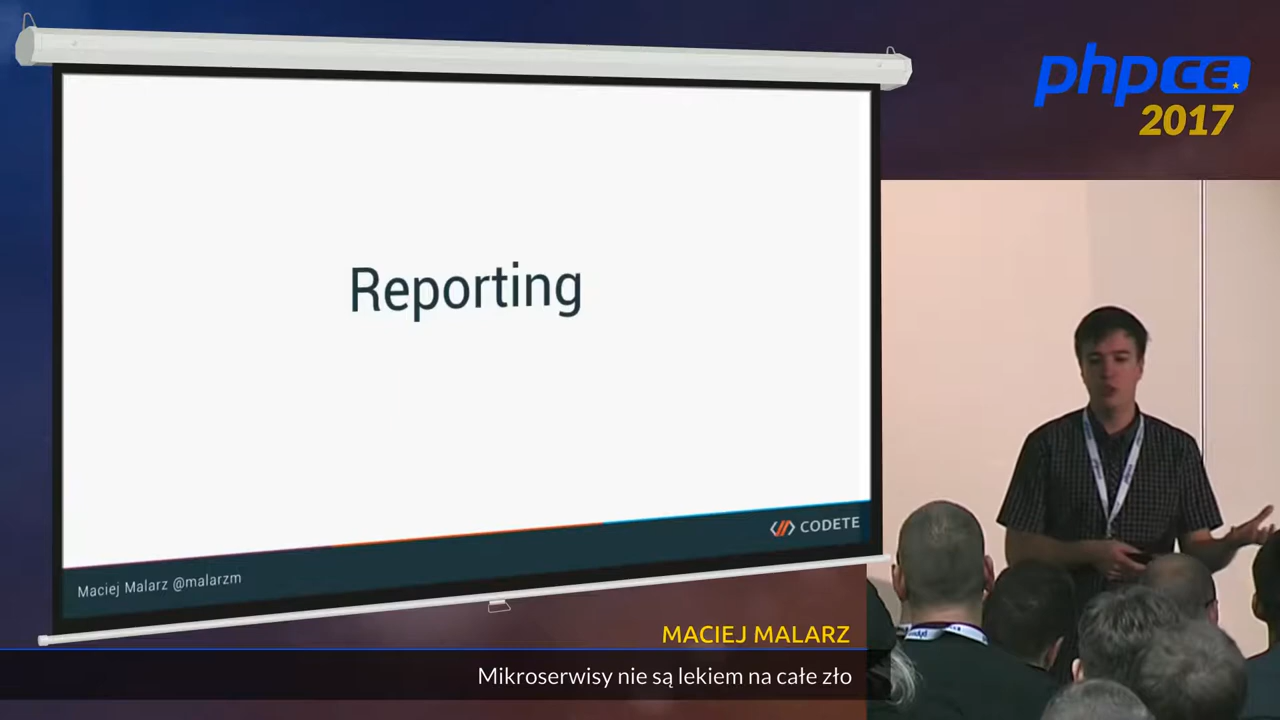 phpCE
2017
Reporting
CODETE
Maciej Malarz @malarzm
MACIEJ MALARZ
Mikroserwisy nie są lekiem na całe zło